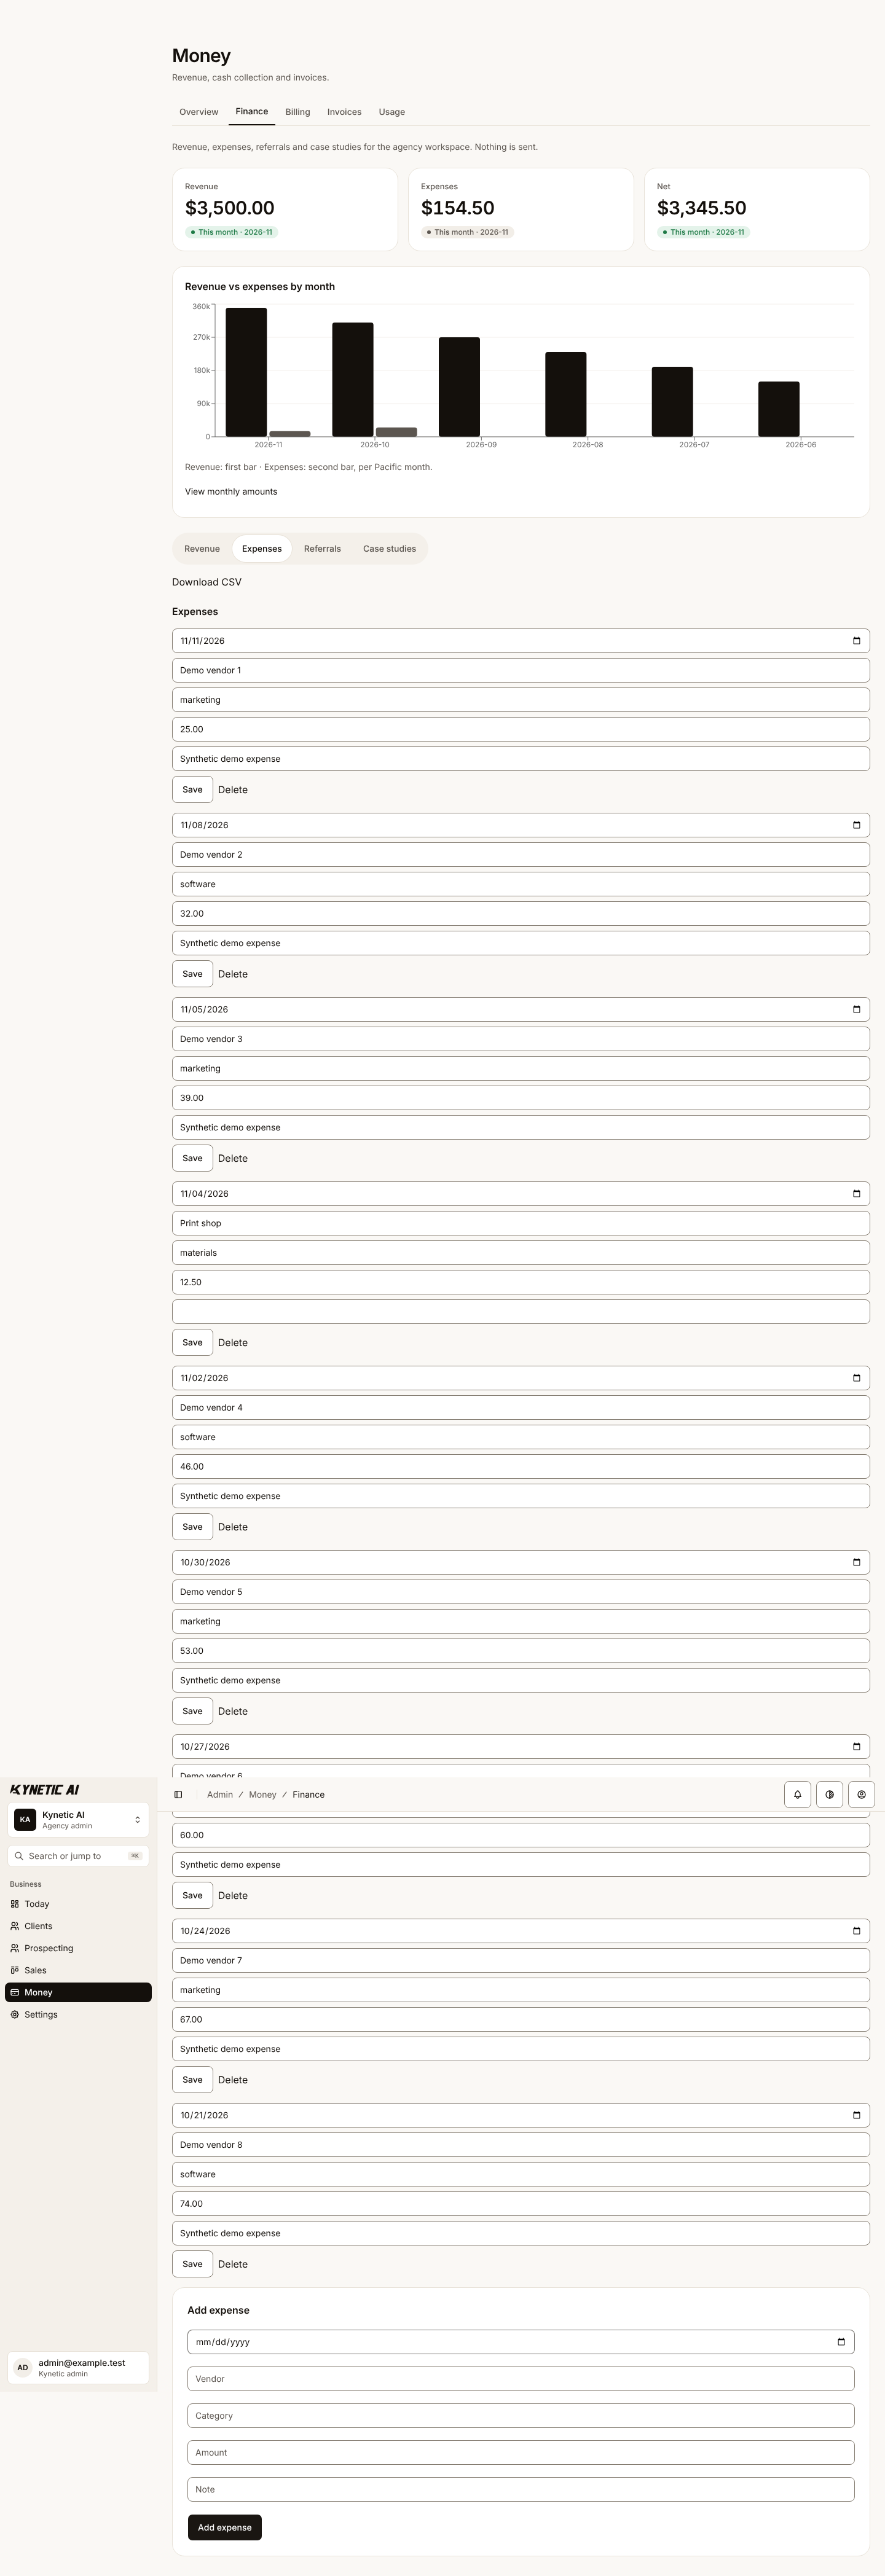 Money
Revenue, cash collection and invoices.
Overview Finance Billing Invoices Usage
Revenue, expenses, referrals and case studies for the agency workspace. Nothing is sent.
Revenue
$3,500.00
This month · 2026-11
Expenses
$154.50
This month · 2026-11
Net
$3,345.50
This month · 2026-11
Revenue vs expenses by month
360k
270k
180k
90k
0
2026-11 2026-10 2026-09 2026-08 2026-07 2026-06
Revenue: first bar · Expenses: second bar, per Pacific month.
View monthly amounts
Revenue Expenses Referrals Case studies
Download CSV
Expenses
11/11/2026
Demo vendor 1
marketing
25.00
Synthetic demo expense
Save Delete
11/08/2026
Demo vendor 2
software
32.00
Synthetic demo expense
Save Delete
11/05/2026
Demo vendor 3
marketing
39.00
Synthetic demo expense
Save Delete
11/04/2026
Print shop
materials
12.50
Save Delete
11/02/2026
Demo vendor 4
software
46.00
Synthetic demo expense
Save Delete
10/30/2026
Demo vendor 5
marketing
53.00
Synthetic demo expense
Save Delete
10/27/2026
Demo vendor 6
KYNETIC AI
KA
Kynetic AI
Agency admin
Search or jump to ⌘K
Business
Today
Clients
Prospecting
Sales
Money
Settings
AD
admin@example.test
Kynetic admin
Admin / Money / Finance
60.00
Synthetic demo expense
Save Delete
10/24/2026
Demo vendor 7
marketing
67.00
Synthetic demo expense
Save Delete
10/21/2026
Demo vendor 8
software
74.00
Synthetic demo expense
Save Delete
Add expense
mm/dd/yyyy
Vendor
Category
Amount
Note
Add expense